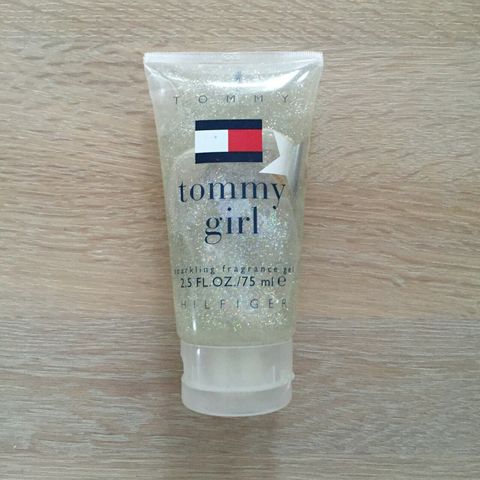 TOMMY
tommy
girl
sparkling fragrance gel
2.5 FL.OZ./75 ml ℮
HILFIGER